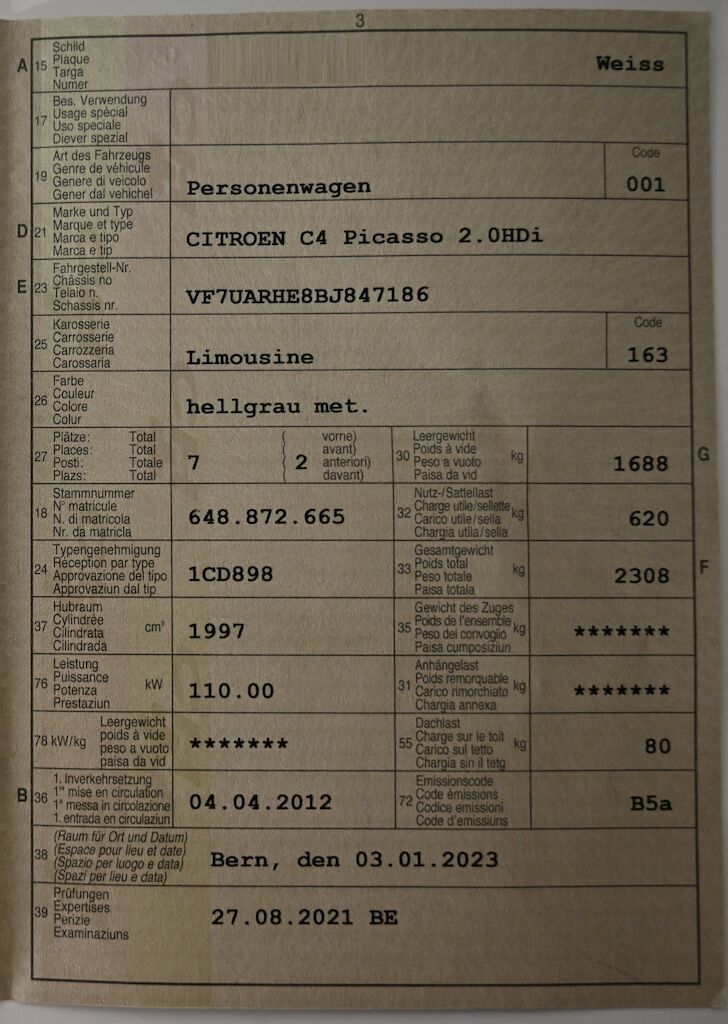 3
A 15 Schild
Plaque
Targa
Numer
Weiss
17 Bes. Verwendung
Usage spécial
Uso speciale
Diever spezial
19 Art des Fahrzeugs
Genre de véhicule
Genere di veicolo
Gener dal vehichel
Personenwagen
Code
001
D 21 Marke und Typ
Marque et type
Marca e tipo
Marca e tip
CITROEN C4 Picasso 2.0HDi
E 23 Fahrgestell-Nr.
Châssis no
Telaio n.
Schassis nr.
VF7UARHE8BJ847186
25 Karosserie
Carrosserie
Carrozzeria
Carossaria
Limousine
Code
163
26 Farbe
Couleur
Colore
Colur
hellgrau met.
27 Plätze: Total
Places: Total
Posti: Totale
Plazs: Total
7
( vorne)
( avant)
( anteriori)
( davant)
2
30 Leergewicht
Poids à vide
Peso a vuoto
Paisa da vid
kg
1688
G
18 Stammnummer
N° matricule
N. di matricola
Nr. da matricla
648.872.665
32 Nutz-/Sattellast
Charge utile/sellette
Carico utile/sella
Chargia utila/sella
kg
620
24 Typengenehmigung
Réception par type
Approvazione del tipo
Approvaziun dal tip
1CD898
33 Gesamtgewicht
Poids total
Peso totale
Paisa totala
kg
2308
F
37 Hubraum
Cylindrée
Cilindrata
Cilindrada
cm³
1997
35 Gewicht des Zuges
Poids de l'ensemble
Peso del convoglio
Paisa cumposiziun
kg
*******
76 Leistung
Puissance
Potenza
Prestaziun
kW
110.00
31 Anhängelast
Poids remorquable
Carico rimorchiato
Chargia annexa
kg
*******
78 kW/kg Leergewicht
poids à vide
peso a vuoto
paisa da vid
*******
55 Dachlast
Charge sur le toit
Carico sul tetto
Chargia sin il tetg
kg
80
B 36 1. Inverkehrsetzung
1re mise en circulation
1a messa in circolazione
1. entrada en circulaziun
04.04.2012
72 Emissionscode
Code émissions
Codice emissioni
Code d'emissiuns
B5a
38 (Raum für Ort und Datum)
(Espace pour lieu et date)
(Spazio per luogo e data)
(Spazi per lieu e data)
Bern, den 03.01.2023
39 Prüfungen
Expertises
Perizie
Examinaziuns
27.08.2021 BE